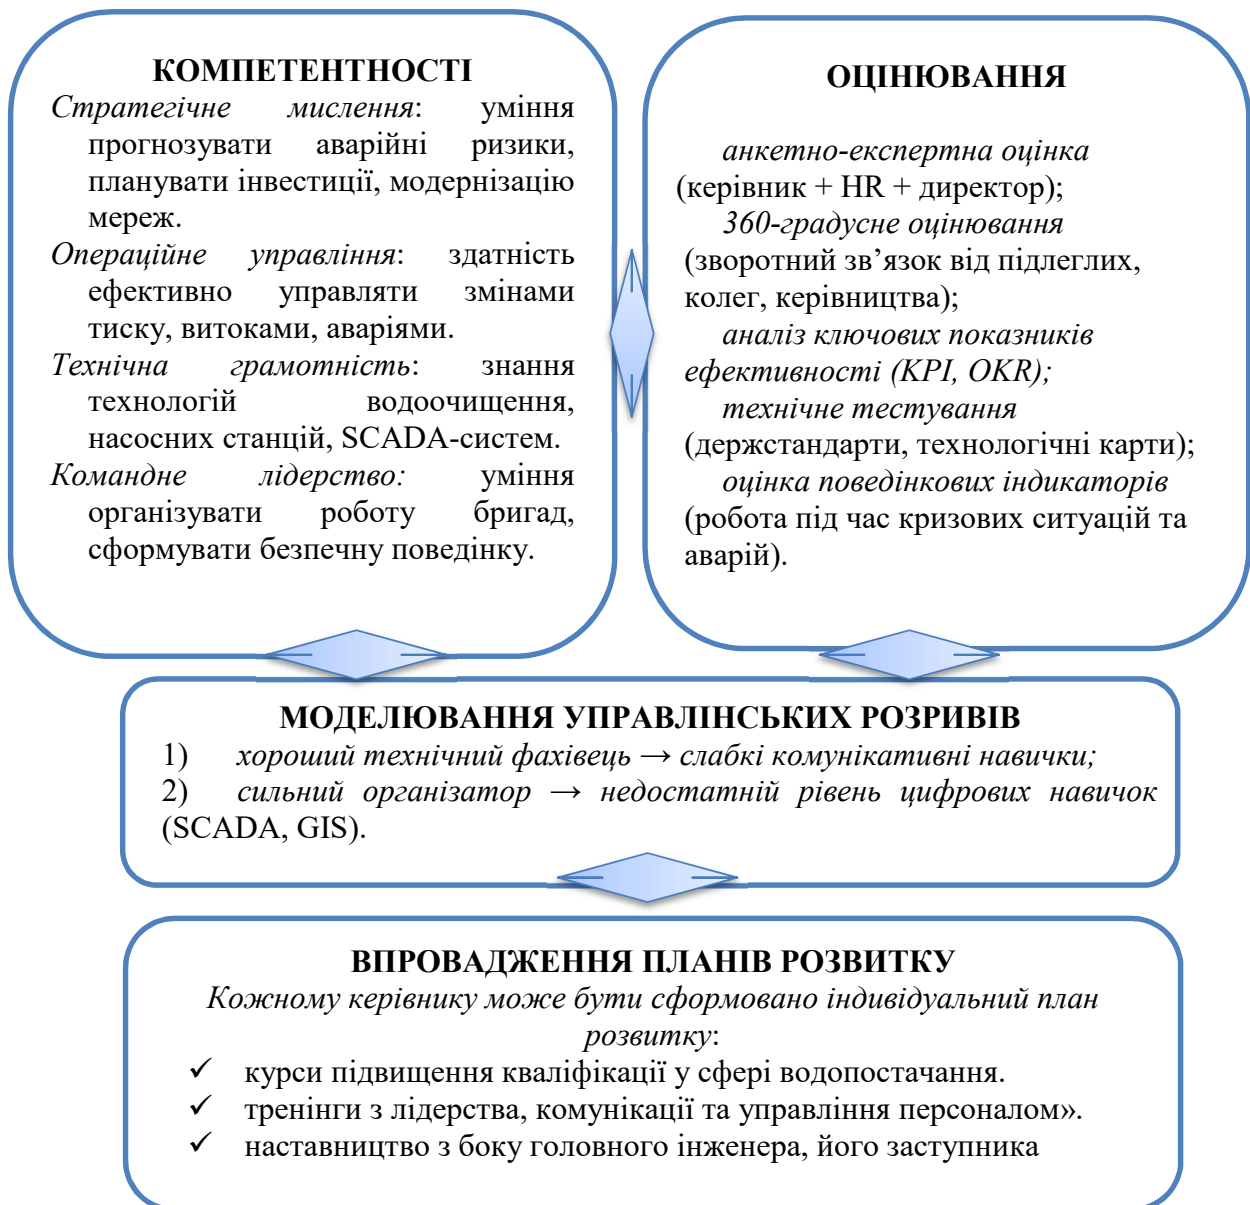 КОМПЕТЕНТНОСТІ
Стратегічне мислення: уміння
прогнозувати аварійні ризики,
планувати інвестиції, модернізацію
мереж.
Операційне управління: здатність
ефективно управляти змінами
тиску, витоками, аваріями.
Технічна грамотність: знання
технологій водоочищення,
насосних станцій, SCADA-систем.
Командне лідерство: уміння
організувати роботу бригад,
сформувати безпечну поведінку.
ОЦІНЮВАННЯ
анкетно-експертна оцінка
(керівник + HR + директор);
360-градусне оцінювання
(зворотний зв’язок від підлеглих,
колег, керівництва);
аналіз ключових показників
ефективності (KPI, OKR);
технічне тестування
(держстандарти, технологічні карти);
оцінка поведінкових індикаторів
(робота під час кризових ситуацій та
аварій).
МОДЕЛЮВАННЯ УПРАВЛІНСЬКИХ РОЗРИВІВ
1) хороший технічний фахівець → слабкі комунікативні навички;
2) сильний організатор → недостатній рівень цифрових навичок
(SCADA, GIS).
ВПРОВАДЖЕННЯ ПЛАНІВ РОЗВИТКУ
Кожному керівнику може бути сформовано індивідуальний план
розвитку:
✓ курси підвищення кваліфікації у сфері водопостачання.
✓ тренінги з лідерства, комунікації та управління персоналом».
✓ наставництво з боку головного інженера, його заступника